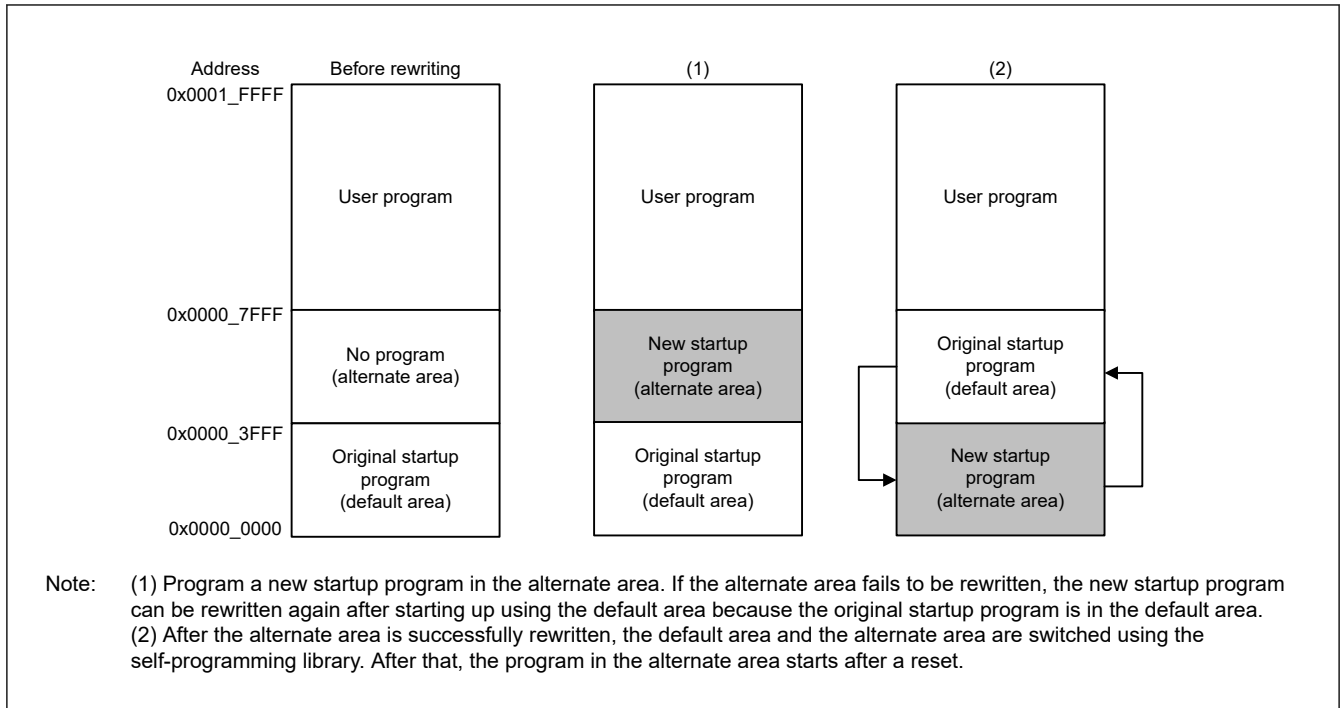 Address
Before rewriting
(1)
(2)
0x0001_FFFF
User program
User program
User program
0x0000_7FFF
No program
(alternate area)
New startup
program
(alternate area)
Original startup
program
(default area)
0x0000_3FFF
Original startup
program
(default area)
Original startup
program
(default area)
New startup
program
(alternate area)
0x0000_0000
Note: (1) Program a new startup program in the alternate area. If the alternate area fails to be rewritten, the new startup program
can be rewritten again after starting up using the default area because the original startup program is in the default area.
(2) After the alternate area is successfully rewritten, the default area and the alternate area are switched using the
self-programming library. After that, the program in the alternate area starts after a reset.